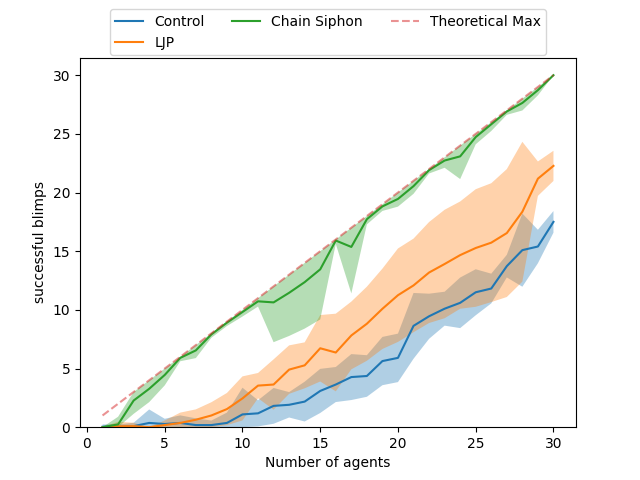 Control
LJP
Chain Siphon
Theoretical Max
successful blimps
30
25
20
15
10
5
0
0 5 10 15 20 25 30
Number of agents